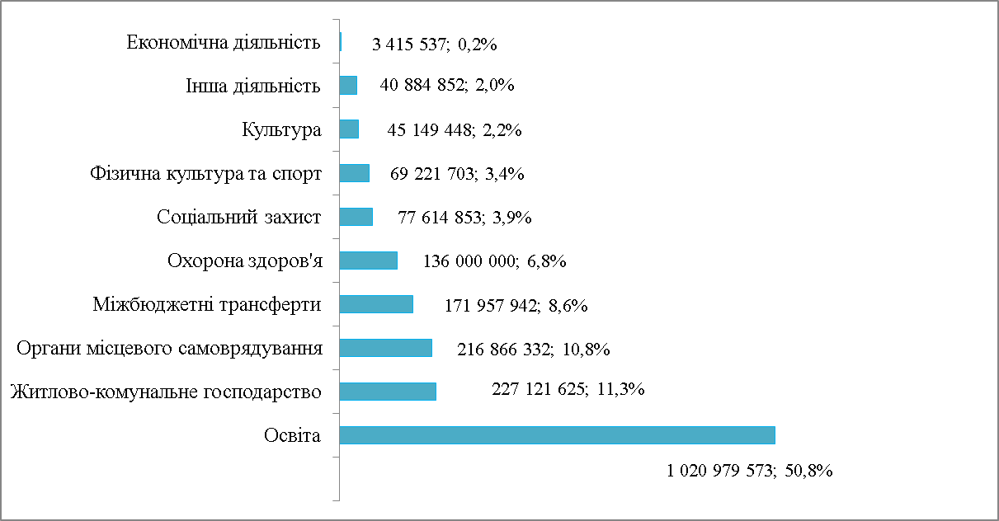 Економічна діяльність 3 415 537; 0,2%
Інша діяльність 40 884 852; 2,0%
Культура 45 149 448; 2,2%
Фізична культура та спорт 69 221 703; 3,4%
Соціальний захист 77 614 853; 3,9%
Охорона здоров'я 136 000 000; 6,8%
Міжбюджетні трансферти 171 957 942; 8,6%
Органи місцевого самоврядування 216 866 332; 10,8%
Житлово-комунальне господарство 227 121 625; 11,3%
Освіта
1 020 979 573; 50,8%